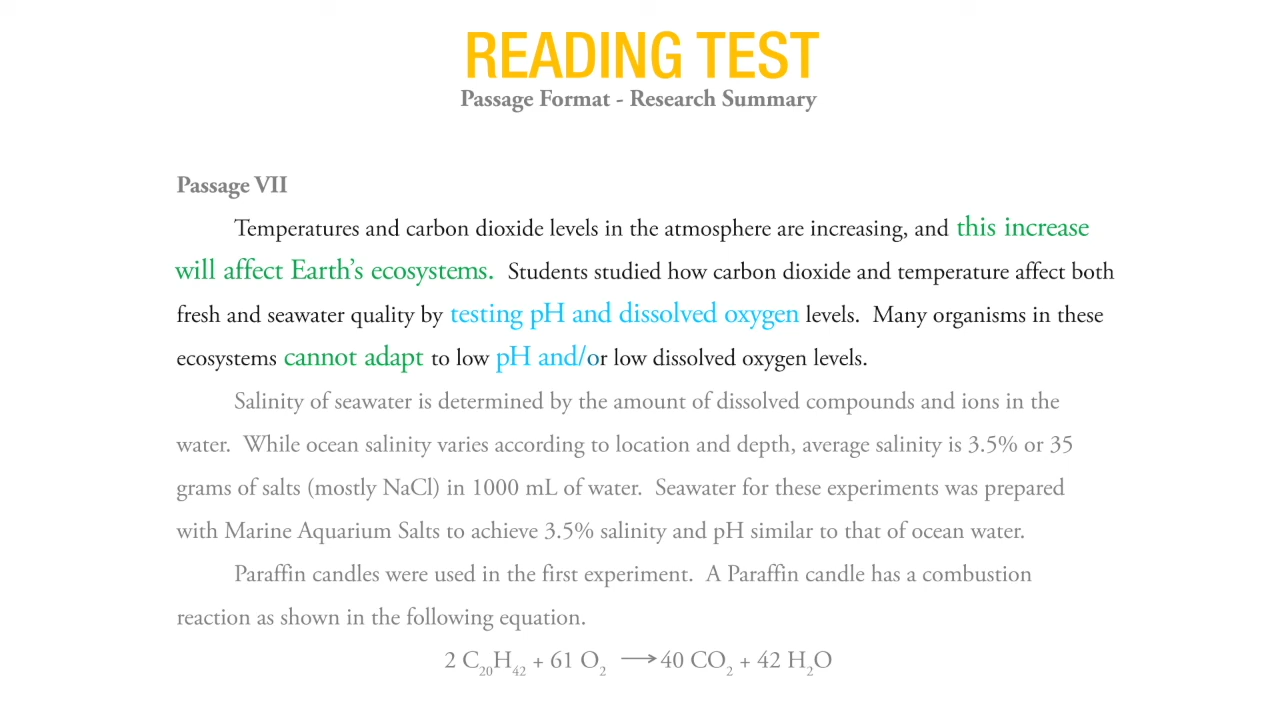 READING TEST
Passage Format - Research Summary
Passage VII
Temperatures and carbon dioxide levels in the atmosphere are increasing, and this increase
will affect Earth's ecosystems. Students studied how carbon dioxide and temperature affect both
fresh and seawater quality by testing pH and dissolved oxygen levels. Many organisms in these
ecosystems cannot adapt to low pH and/or low dissolved oxygen levels.
Salinity of seawater is determined by the amount of dissolved compounds and ions in the
water. While ocean salinity varies according to location and depth, average salinity is 3.5% or 35
grams of salts (mostly NaCl) in 1000 mL of water. Seawater for these experiments was prepared
with Marine Aquarium Salts to achieve 3.5% salinity and pH similar to that of ocean water.
Paraffin candles were used in the first experiment. A Paraffin candle has a combustion
reaction as shown in the following equation.
2 C₂₀H₄₂ + 61 O₂ ⟶ 40 CO₂ + 42 H₂O